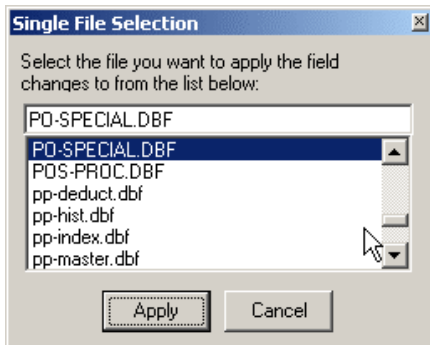 Single File Selection
Select the file you want to apply the field
changes to from the list below:
PO-SPECIAL.DBF
PO-SPECIAL.DBF
POS-PROC.DBF
pp-deduct.dbf
pp-hist.dbf
pp-index.dbf
pp-master.dbf
Apply Cancel